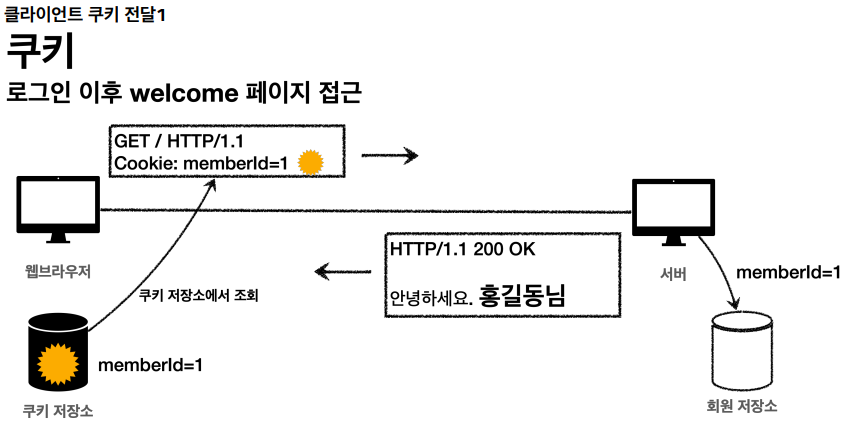 클라이언트 쿠키 전달1
쿠키
로그인 이후 welcome 페이지 접근
GET / HTTP/1.1
Cookie: memberId=1
HTTP/1.1 200 OK
안녕하세요. 홍길동님
웹브라우저
서버
memberId=1
쿠키 저장소에서 조회
memberId=1
쿠키 저장소
회원 저장소